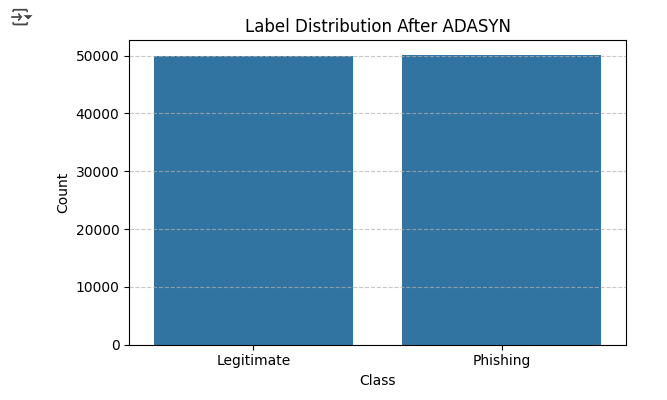 Label Distribution After ADASYN
50000
40000
30000
20000
10000
0
Count
Legitimate
Phishing
Class